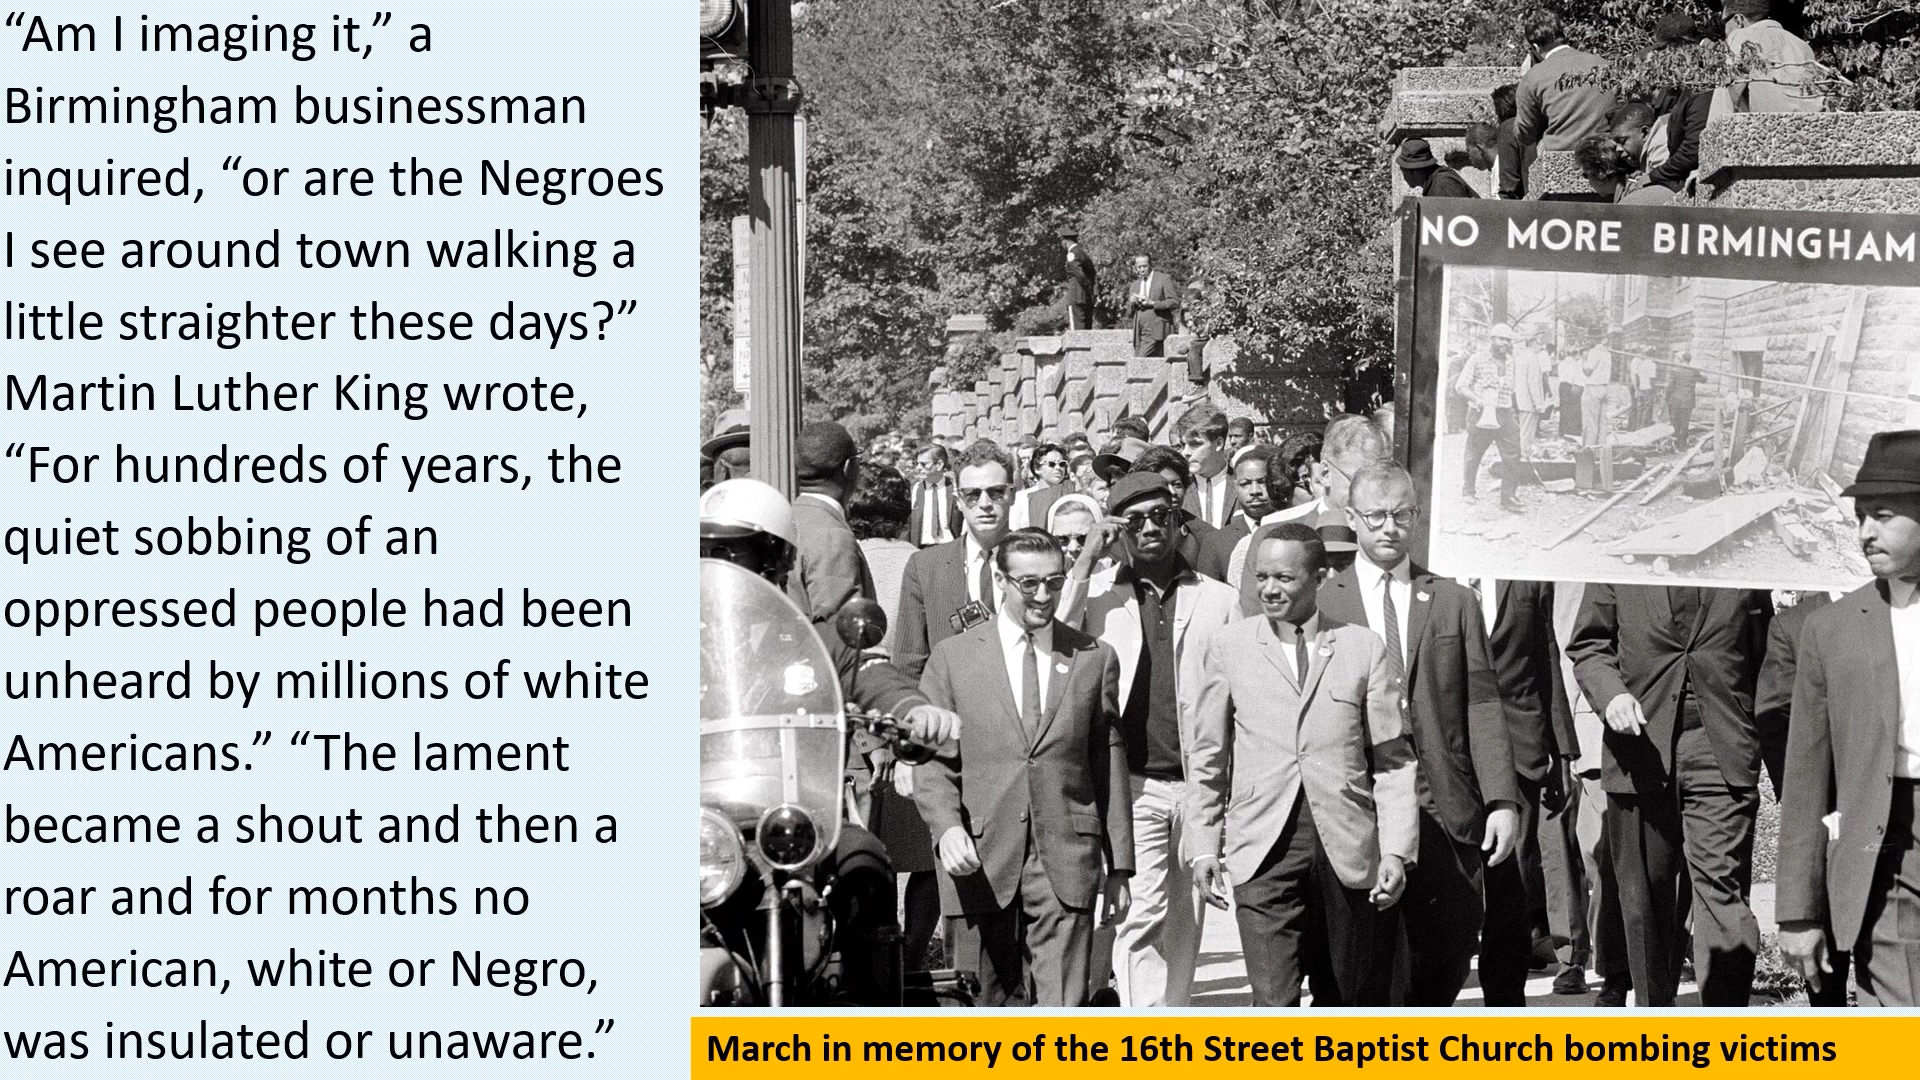 “Am I imaging it,” a
Birmingham businessman
inquired, “or are the Negroes
I see around town walking a
little straighter these days?”
Martin Luther King wrote,
“For hundreds of years, the
quiet sobbing of an
oppressed people had been
unheard by millions of white
Americans.” “The lament
became a shout and then a
roar and for months no
American, white or Negro,
was insulated or unaware.”
NO MORE BIRMINGHAM
March in memory of the 16th Street Baptist Church bombing victims